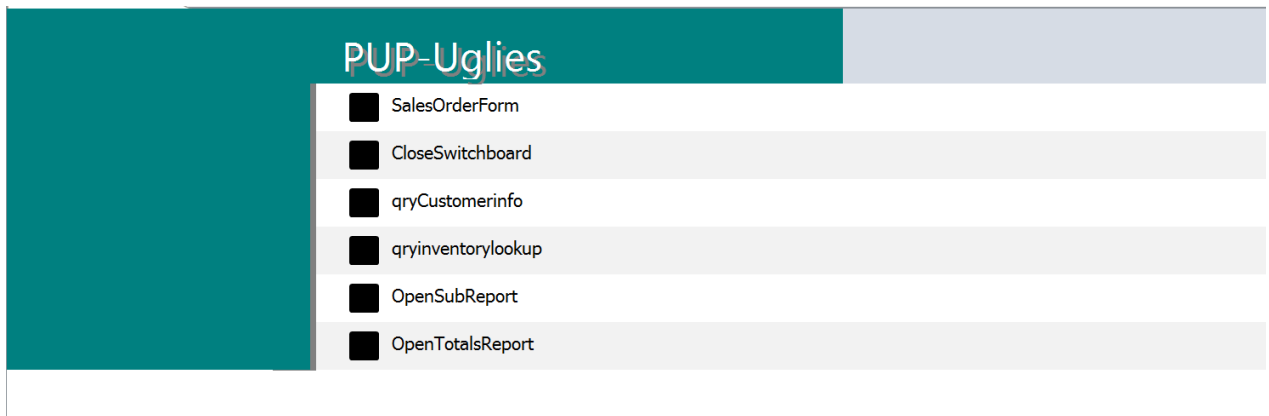 PUP-Uglies
SalesOrderForm
CloseSwitchboard
qryCustomerinfo
qryinventorylookup
OpenSubReport
OpenTotalsReport